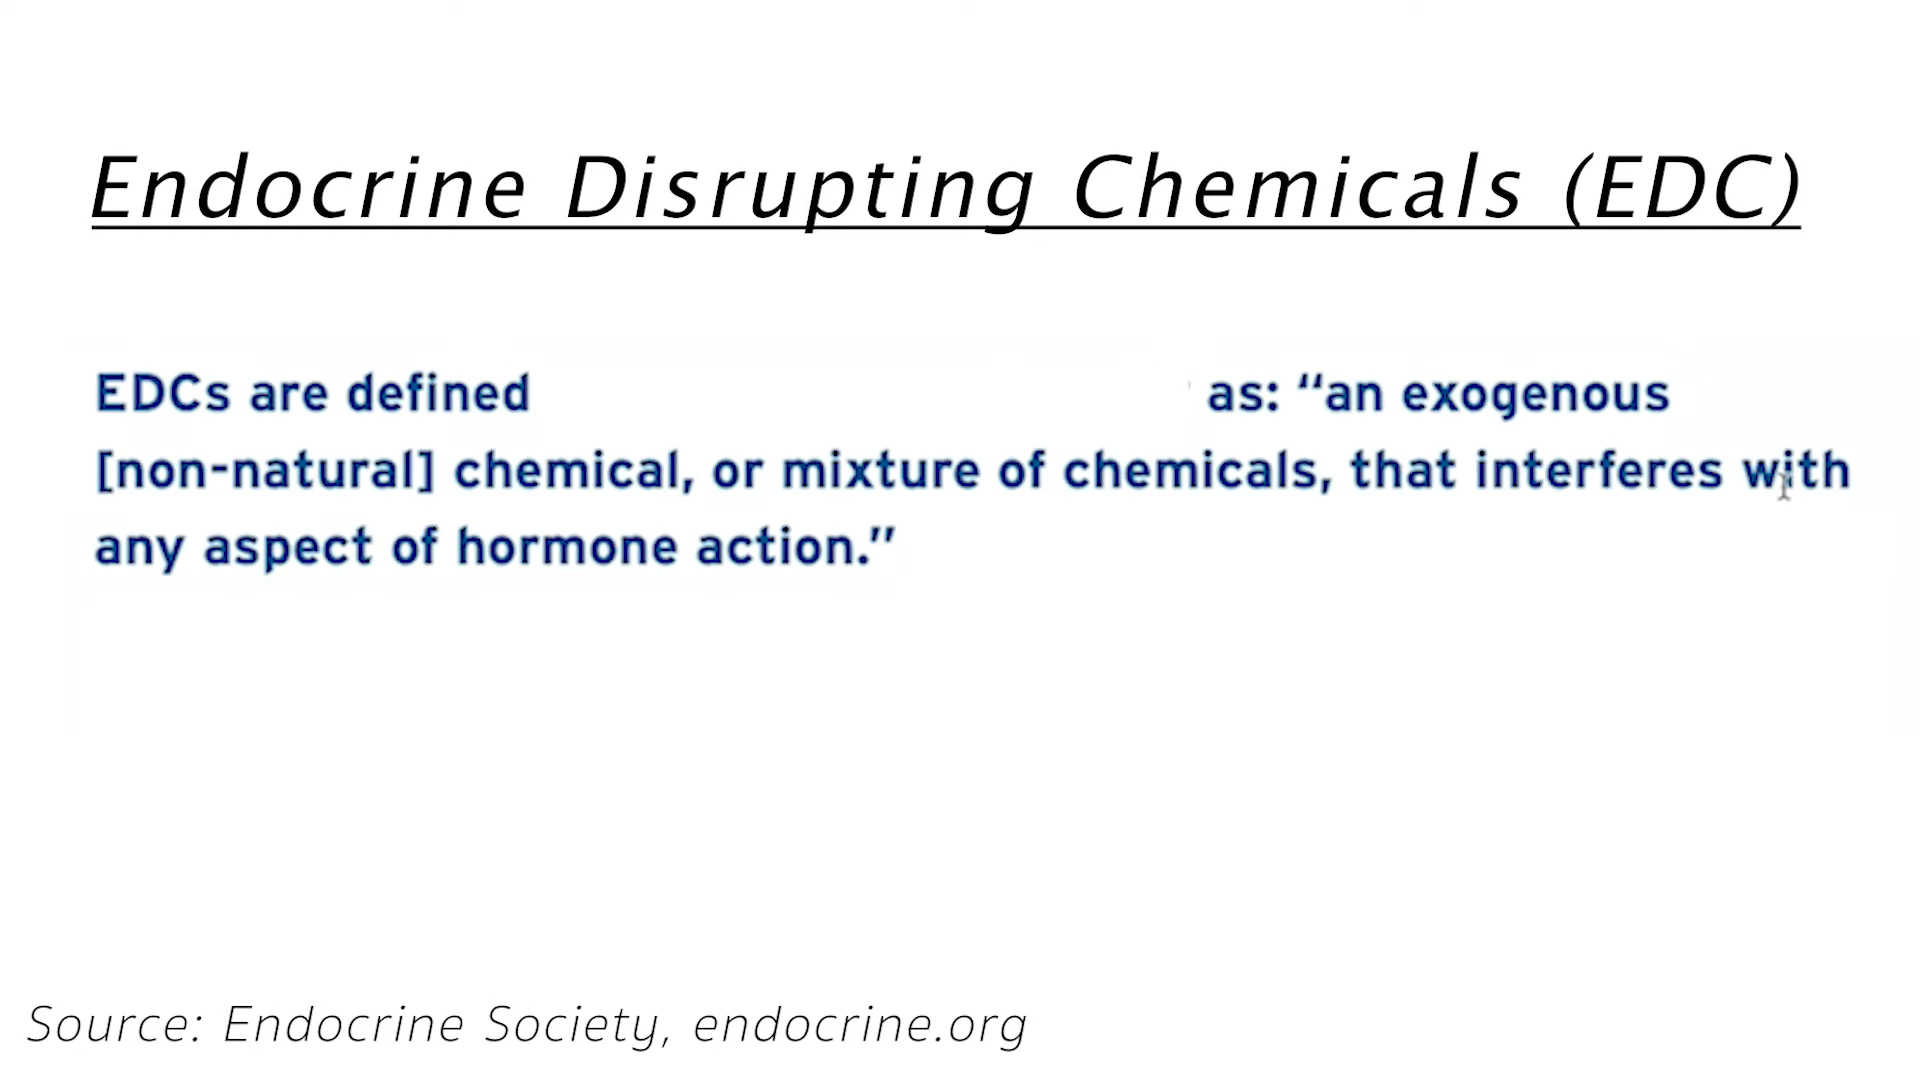 Endocrine Disrupting Chemicals (EDC)
EDCs are defined as: “an exogenous
[non-natural] chemical, or mixture of chemicals, that interferes with
any aspect of hormone action.”
Source: Endocrine Society, endocrine.org